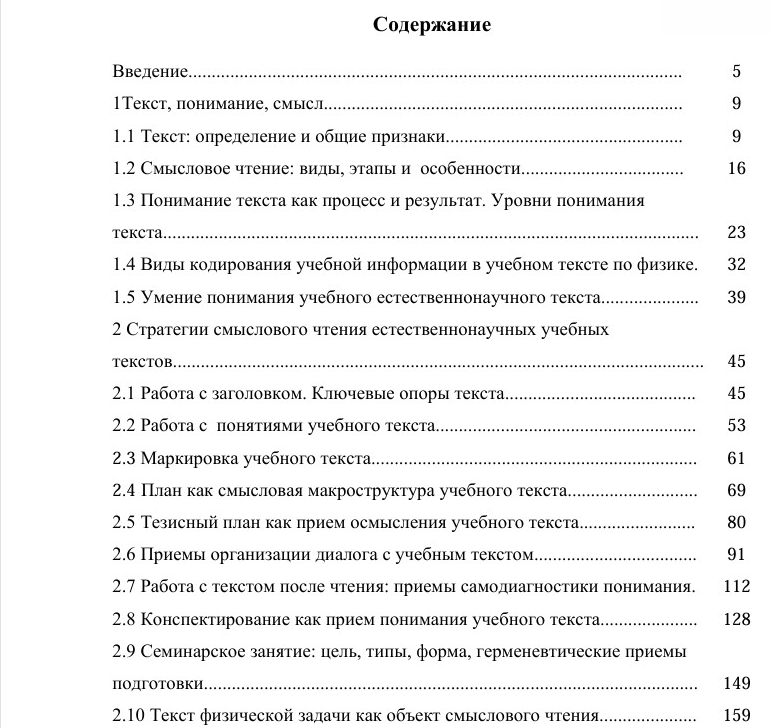 Содержание
Введение.......................................................................................................... 5
1Текст, понимание, смысл............................................................................. 9
1.1 Текст: определение и общие признаки................................................... 9
1.2 Смысловое чтение: виды, этапы и особенности................................... 16
1.3 Понимание текста как процесс и результат. Уровни понимания
текста................................................................................................................... 23
1.4 Виды кодирования учебной информации в учебном тексте по физике. 32
1.5 Умение понимания учебного естественнонаучного текста..................... 39
2 Стратегии смыслового чтения естественнонаучных учебных
текстов.................................................................................................................. 45
2.1 Работа с заголовком. Ключевые опоры текста......................................... 45
2.2 Работа с понятиями учебного текста........................................................ 53
2.3 Маркировка учебного текста...................................................................... 61
2.4 План как смысловая макроструктура учебного текста............................ 69
2.5 Тезисный план как прием осмысления учебного текста......................... 80
2.6 Приемы организации диалога с учебным текстом................................... 91
2.7 Работа с текстом после чтения: приемы самодиагностики понимания. 112
2.8 Конспектирование как прием понимания учебного текста..................... 128
2.9 Семинарское занятие: цель, типы, форма, герменевтические приемы
подготовки.......................................................................................................... 149
2.10 Текст физической задачи как объект смыслового чтения..................... 159